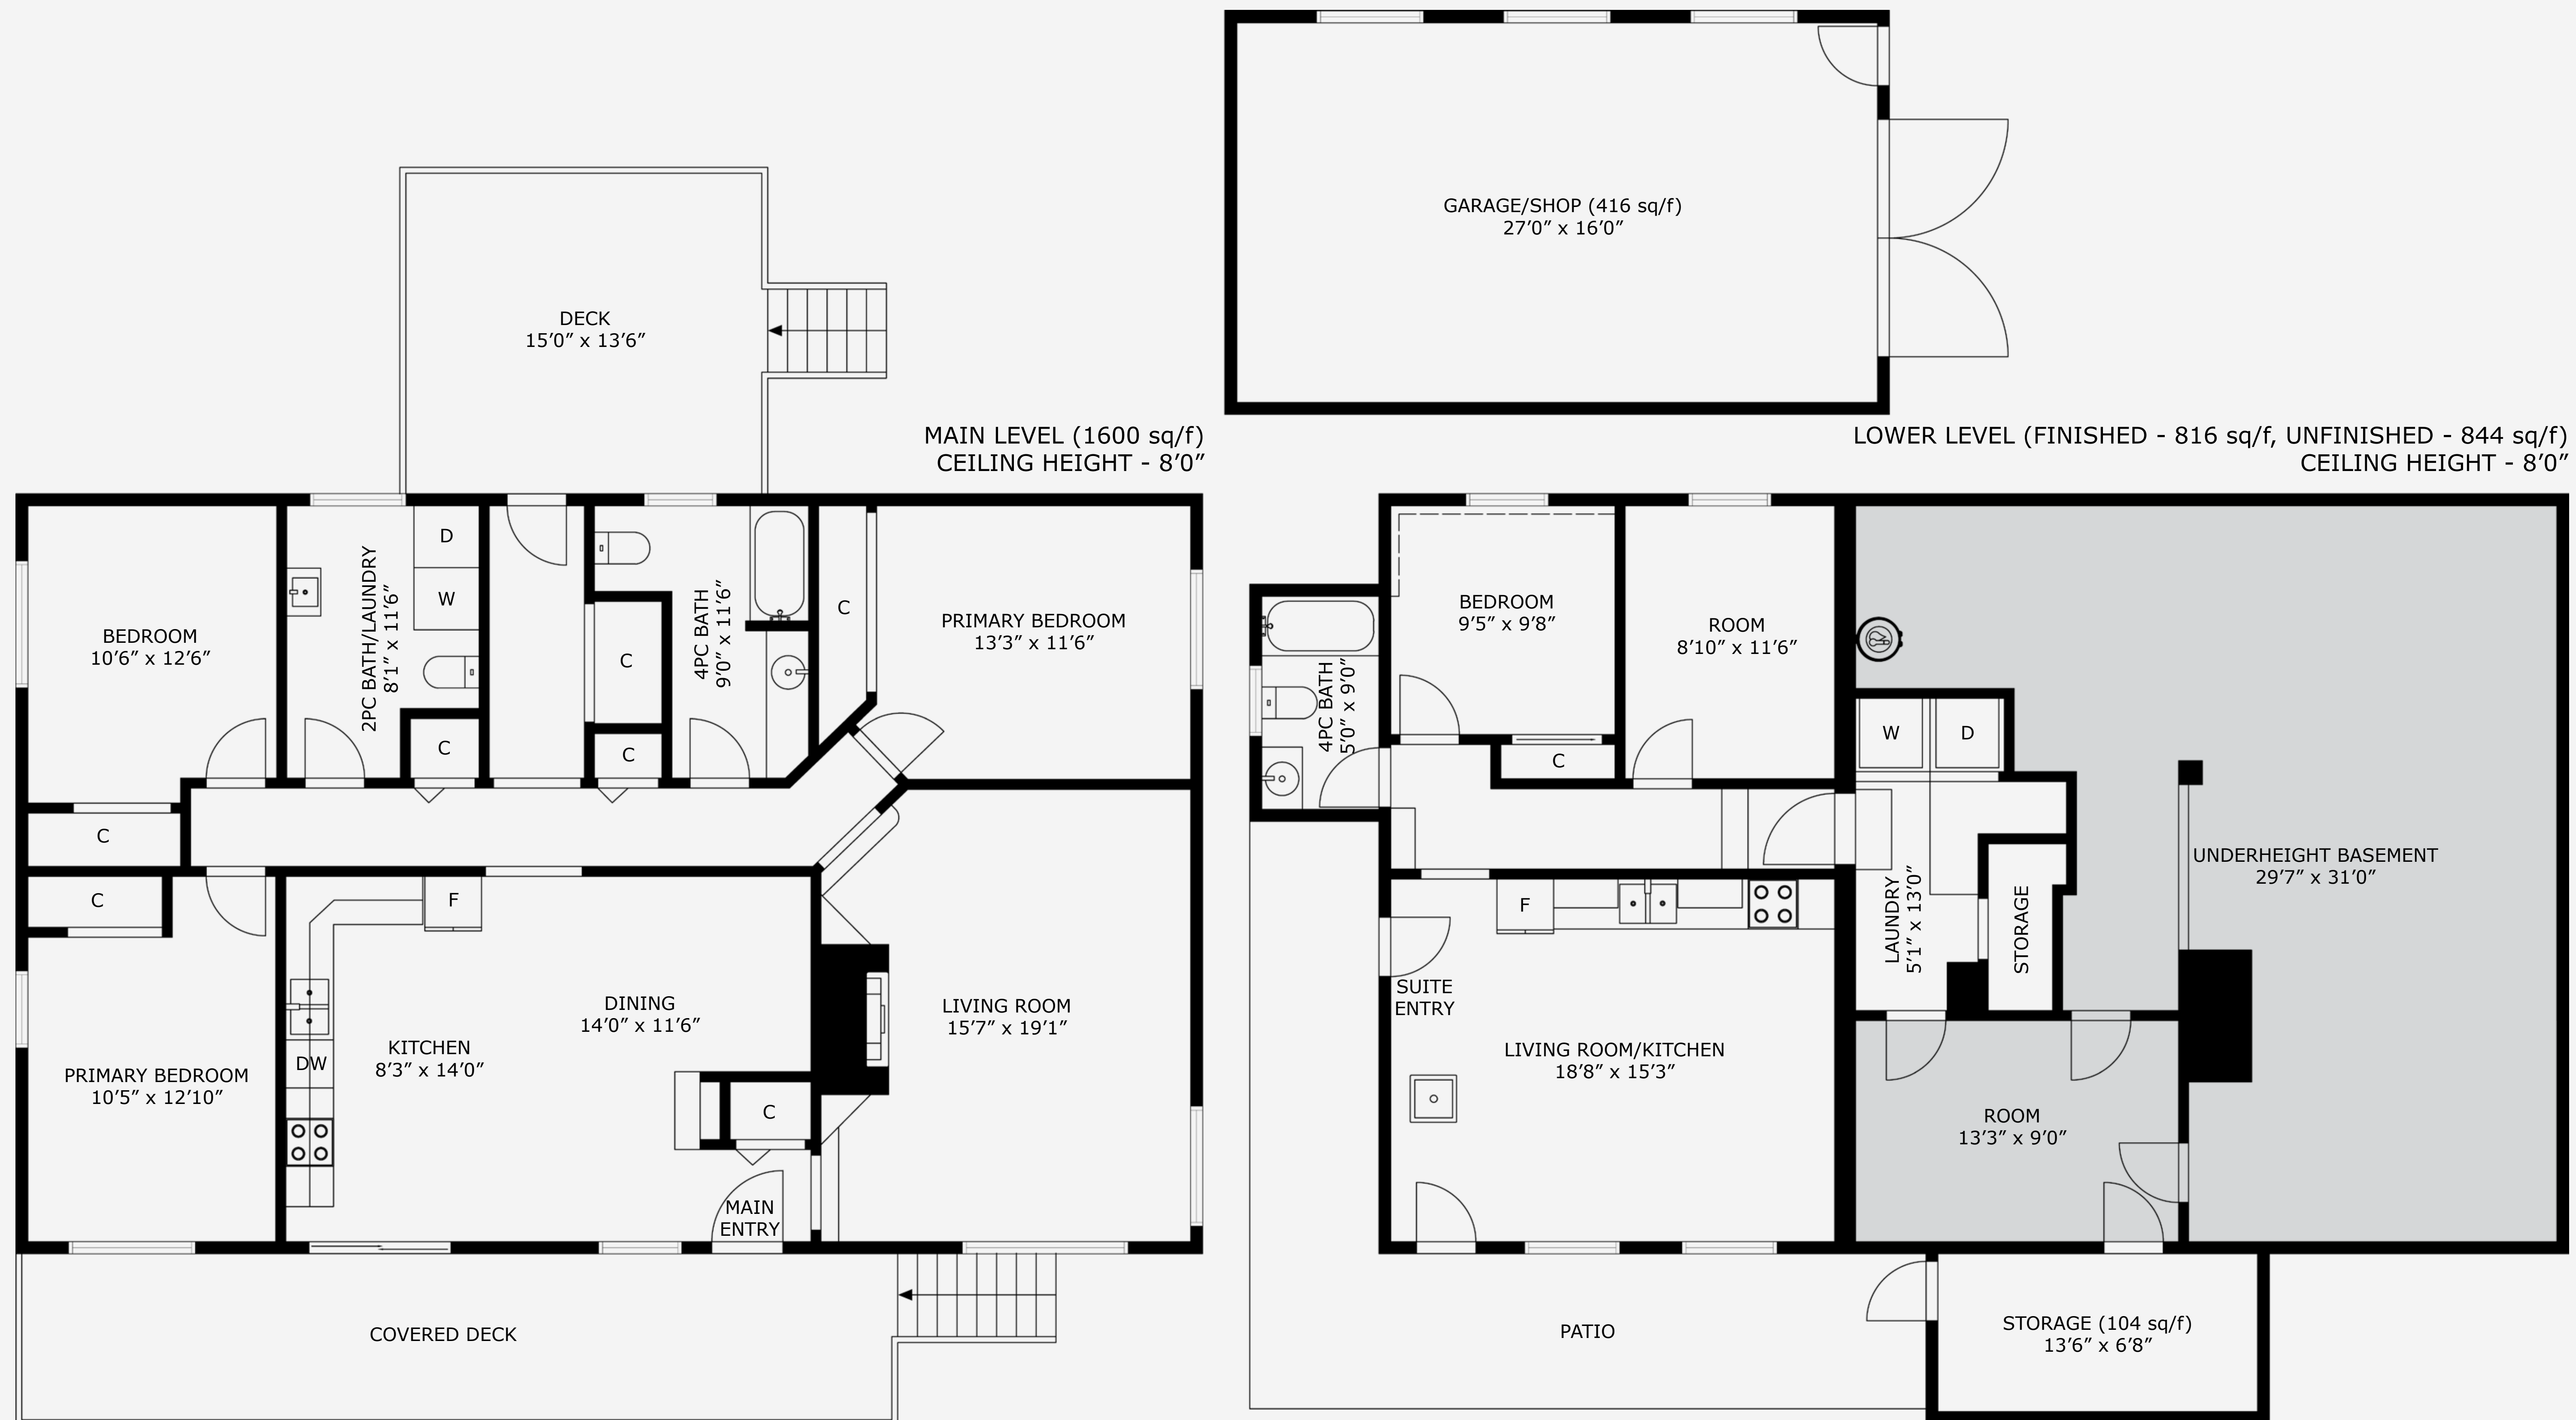 GARAGE/SHOP (416 sq/f)
27'0" x 16'0"
DECK
15'0" x 13'6"
MAIN LEVEL (1600 sq/f)
CEILING HEIGHT - 8'0"
BEDROOM
10'6" x 12'6"
2PC BATH/LAUNDRY
8'1" x 11'6"
D
W
C
C
C
4PC BATH
9'0" x 11'6"
C
PRIMARY BEDROOM
13'3" x 11'6"
C
C
PRIMARY BEDROOM
10'5" x 12'10"
F
DW
KITCHEN
8'3" x 14'0"
DINING
14'0" x 11'6"
C
MAIN
ENTRY
LIVING ROOM
15'7" x 19'1"
COVERED DECK
LOWER LEVEL (FINISHED - 816 sq/f, UNFINISHED - 844 sq/f)
CEILING HEIGHT - 8'0"
4PC BATH
5'0" x 9'0"
BEDROOM
9'5" x 9'8"
C
ROOM
8'10" x 11'6"
W
D
LAUNDRY
5'1" x 13'0"
STORAGE
UNDERHEIGHT BASEMENT
29'7" x 31'0"
F
SUITE
ENTRY
LIVING ROOM/KITCHEN
18'8" x 15'3"
ROOM
13'3" x 9'0"
PATIO
STORAGE (104 sq/f)
13'6" x 6'8"